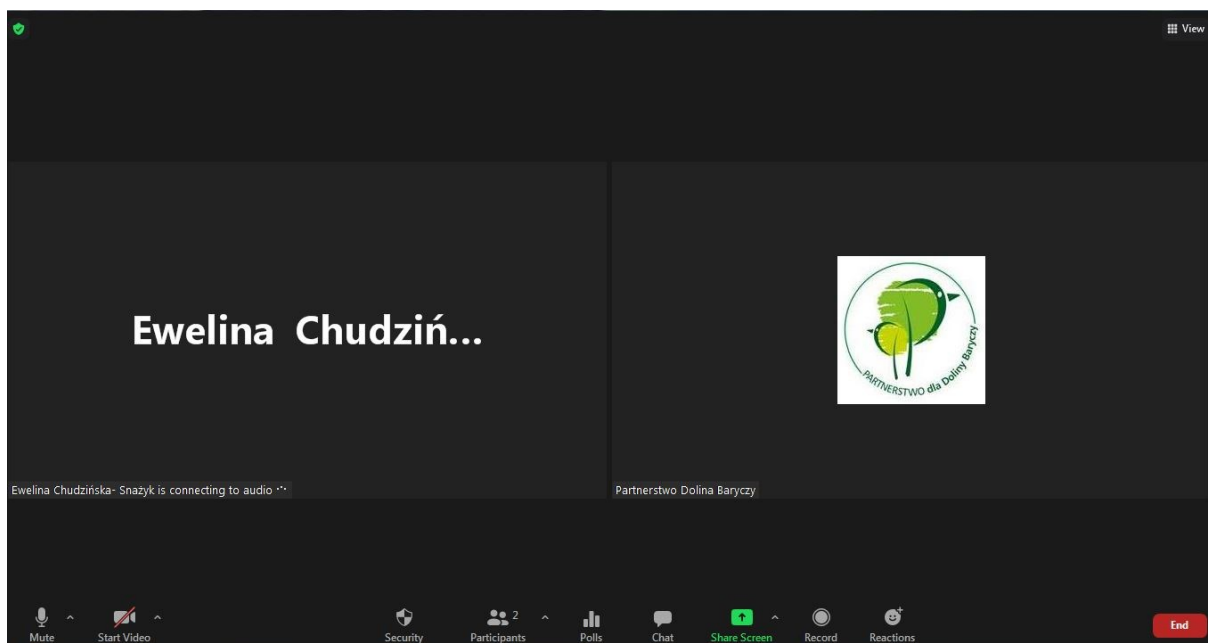 View
Ewelina Chudziń...
PARTNERSTWO dla Doliny Baryczy
Ewelina Chudzińska- Snażyk is connecting to audio ⋯
Partnerstwo Dolina Baryczy
Mute
Start Video
Security
Participants
2
Polls
Chat
Share Screen
Record
Reactions
End